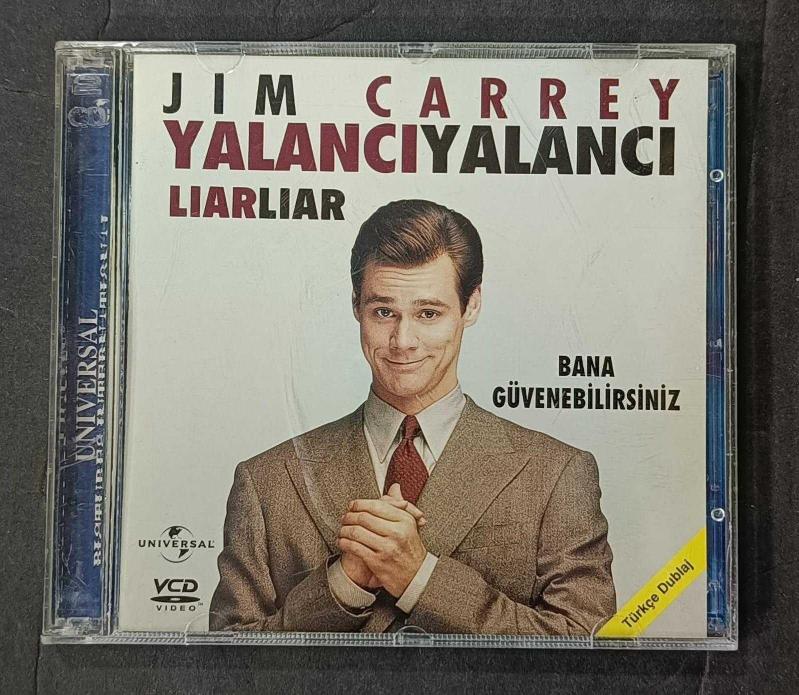 JIM CARREY
YALANCIYALANCI
LIARLIAR
BANA
GÜVENEBİLİRSİNİZ
UNIVERSAL
VCD
VIDEO
Türkçe Dublaj
UNIVERSAL